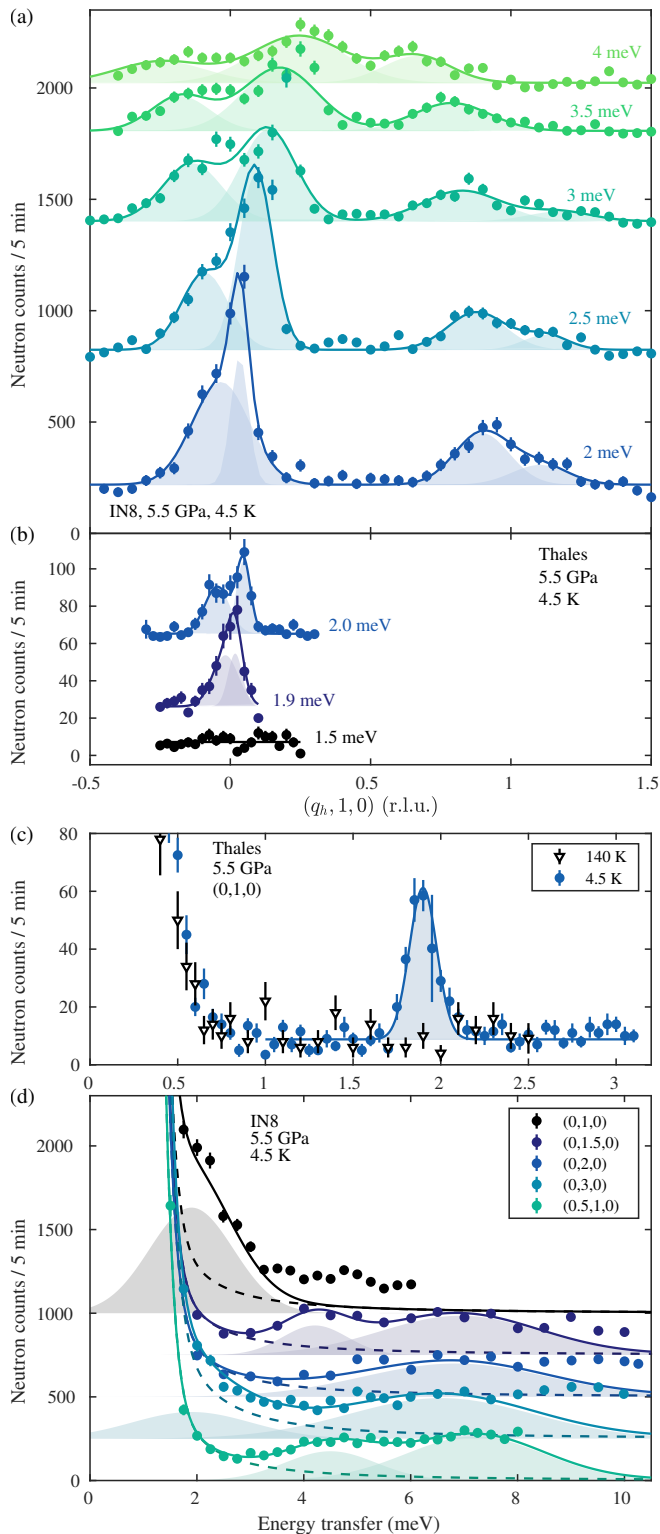 (a)
Neutron counts / 5 min
2000
1500
1000
500
0
4 meV
3.5 meV
3 meV
2.5 meV
2 meV
IN8, 5.5 GPa, 4.5 K
(b)
Neutron counts / 5 min
100
80
60
40
20
0
Thales
5.5 GPa
4.5 K
2.0 meV
1.9 meV
1.5 meV
-0.5 0 0.5 1 1.5
(qₕ, 1, 0) (r.l.u.)
(c)
Neutron counts / 5 min
80
60
40
20
0
Thales
5.5 GPa
(0,1,0)
140 K
4.5 K
0 0.5 1 1.5 2 2.5 3
(d)
Neutron counts / 5 min
2000
1500
1000
500
0
IN8
5.5 GPa
4.5 K
(0,1,0)
(0,1.5,0)
(0,2,0)
(0,3,0)
(0.5,1,0)
0 2 4 6 8 10
Energy transfer (meV)